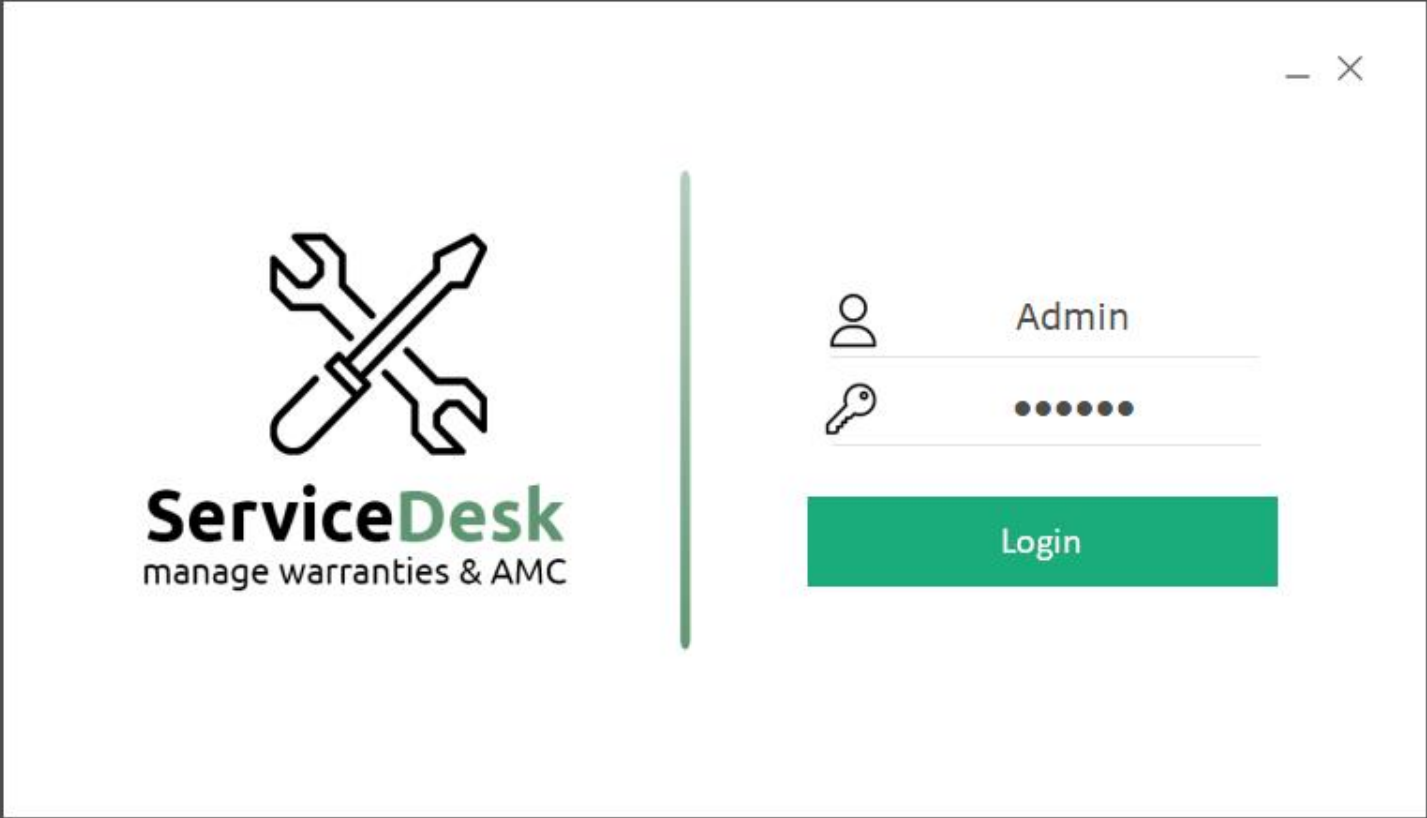 ServiceDesk
manage warranties & AMC
Admin
••••••
Login